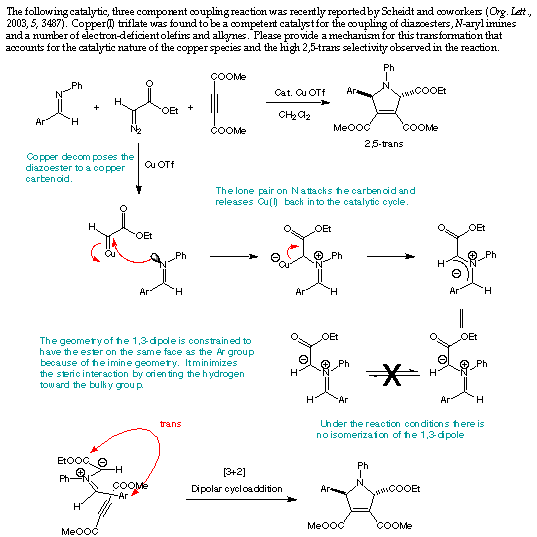 The following catalytic, three component coupling reaction was recently reported by Scheidt and coworkers (Org. Lett.,
2003, 5, 3487). Copper(I) triflate was found to be a competent catalyst for the coupling of diazoesters, N-aryl imines
and a number of electron-deficient olefins and alkynes. Please provide a mechanism for this transformation that
accounts for the catalytic nature of the copper species and the high 2,5-trans selectivity observed in the reaction.
N Ph
Ar H
+
O
OEt
H
N2
+
COOMe
COOMe
Cat. Cu OTf
CH2Cl2
Ph
N
Ar COOEt
MeOOC COOMe
2,5-trans
Copper decomposes the
diazoester to a copper
carbenoid.
Cu OTf
The lone pair on N attacks the carbenoid and
releases Cu(I) back into the catalytic cycle.
O
OEt
H
Cu
N Ph
Ar H
O OEt
⊖
Cu
⊕
N Ph
Ar H
O OEt
H
⊕
N Ph
⊖
Ar H
The geometry of the 1,3-dipole is constrained to
have the ester on the same face as the Ar group
because of the imine geometry. It minimizes
the steric interaction by orienting the hydrogen
toward the bulky group.
O OEt
⊖
H
⊕
N Ph
H Ar
X
O OEt
⊖
H
⊕
N Ph
Ar H
Under the reaction conditions there is
no isomerization of the 1,3-dipole
trans
EtOOC ⊖
H
⊕
Ph N
COOMe
Ar
H
MeOOC
[3+2]
Dipolar cycloaddition
Ph
N
Ar COOEt
MeOOC COOMe